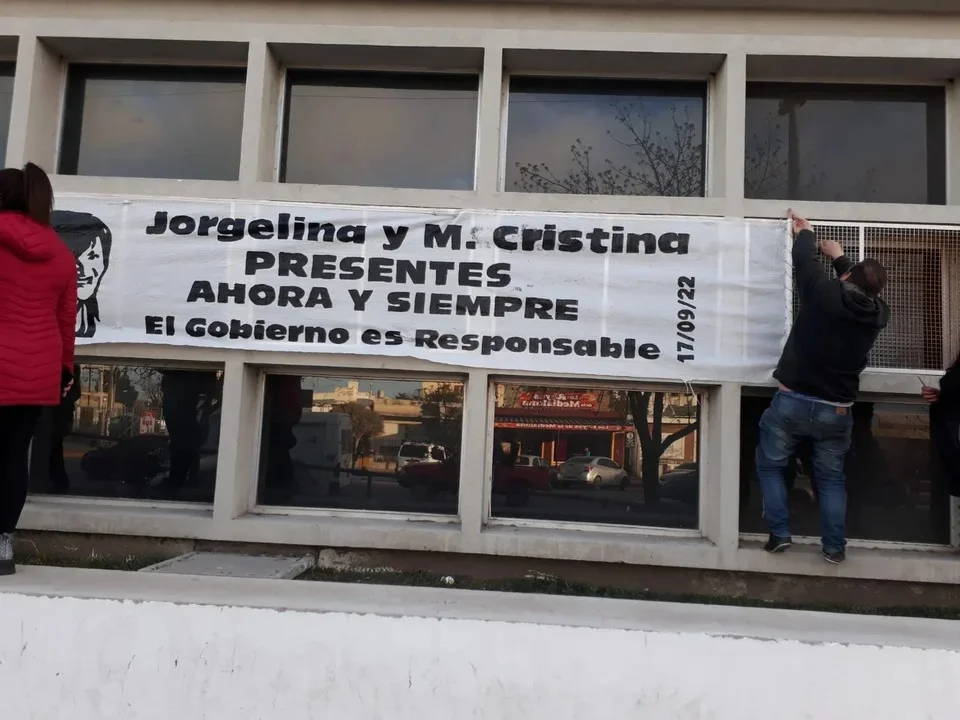 Jorgelina y M. Cristina
PRESENTES
AHORA Y SIEMPRE
El Gobierno es Responsable
17/09/22